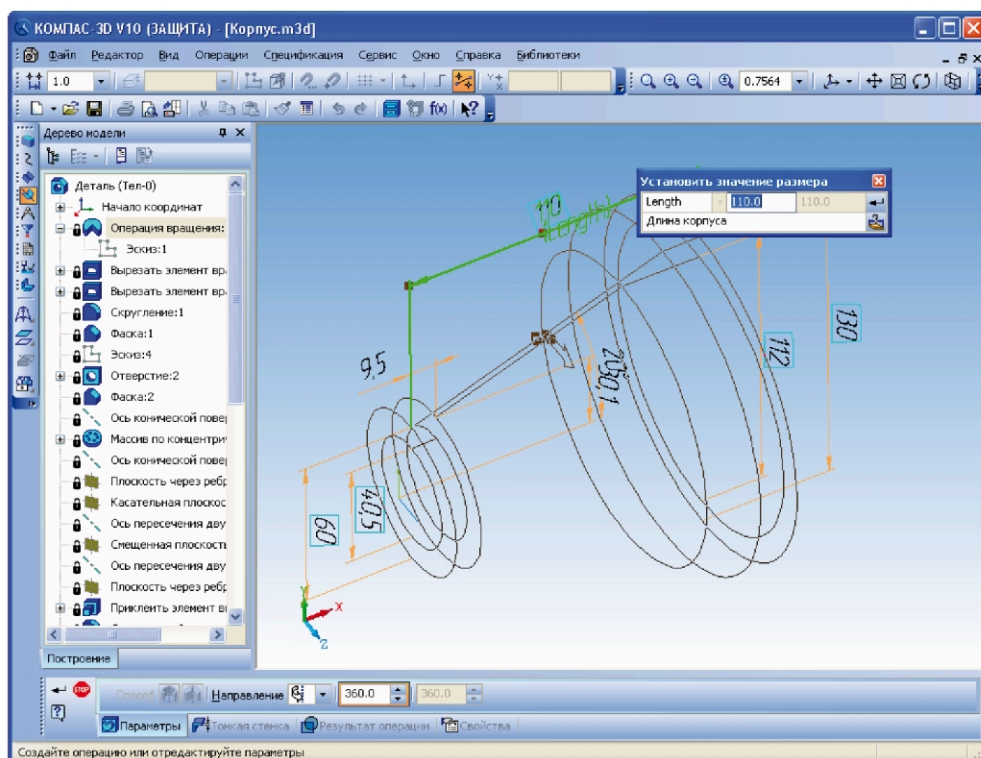 КОМПАС-3D V10 (ЗАЩИТА) - [Корпус.m3d]
Файл Редактор Вид Операции Спецификация Сервис Окно Справка Библиотеки
1.0
0.7564
f(x)
Дерево модели
Деталь (Тел-0)
Начало координат
Операция вращения:
Эскиз:1
Вырезать элемент вр
Вырезать элемент вр
Скругление:1
Фаска:1
Эскиз:4
Отверстие:2
Фаска:2
Ось конической повер
Массив по концентри
Ось конической повер
Плоскость через ребр
Касательная плоскос
Ось пересечения дву
Смещенная плоскость
Ось пересечения дву
Плоскость через ребр
Приклеить элемент в
Построение
Установить значение размера
Length = 110.0 110.0
Длина корпуса
110
(Length)
9,5
130
112
60
40,5
Y
X
Z
STOP Способ Направление 360.0 360.0
Параметры Тонкая стенка Результат операции Свойства
Создайте операцию или отредактируйте параметры